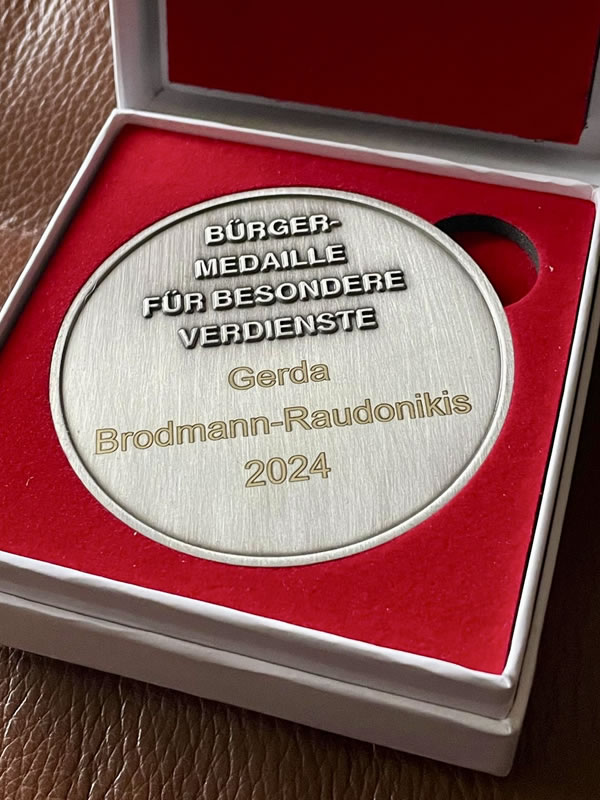 BÜRGER-
MEDAILLE
FÜR BESONDERE
VERDIENSTE
Gerda
Brodmann-Raudonikis
2024